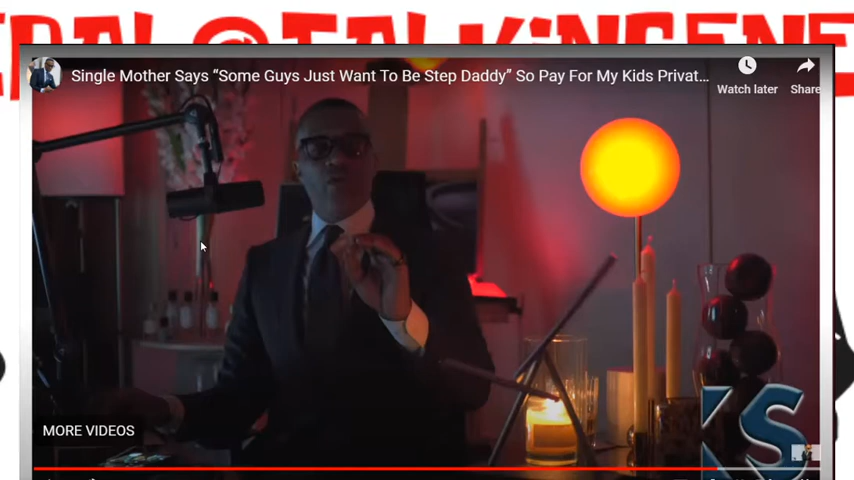 Single Mother Says “Some Guys Just Want To Be Step Daddy” So Pay For My Kids Privat...
Watch later
Share
MORE VIDEOS
KS